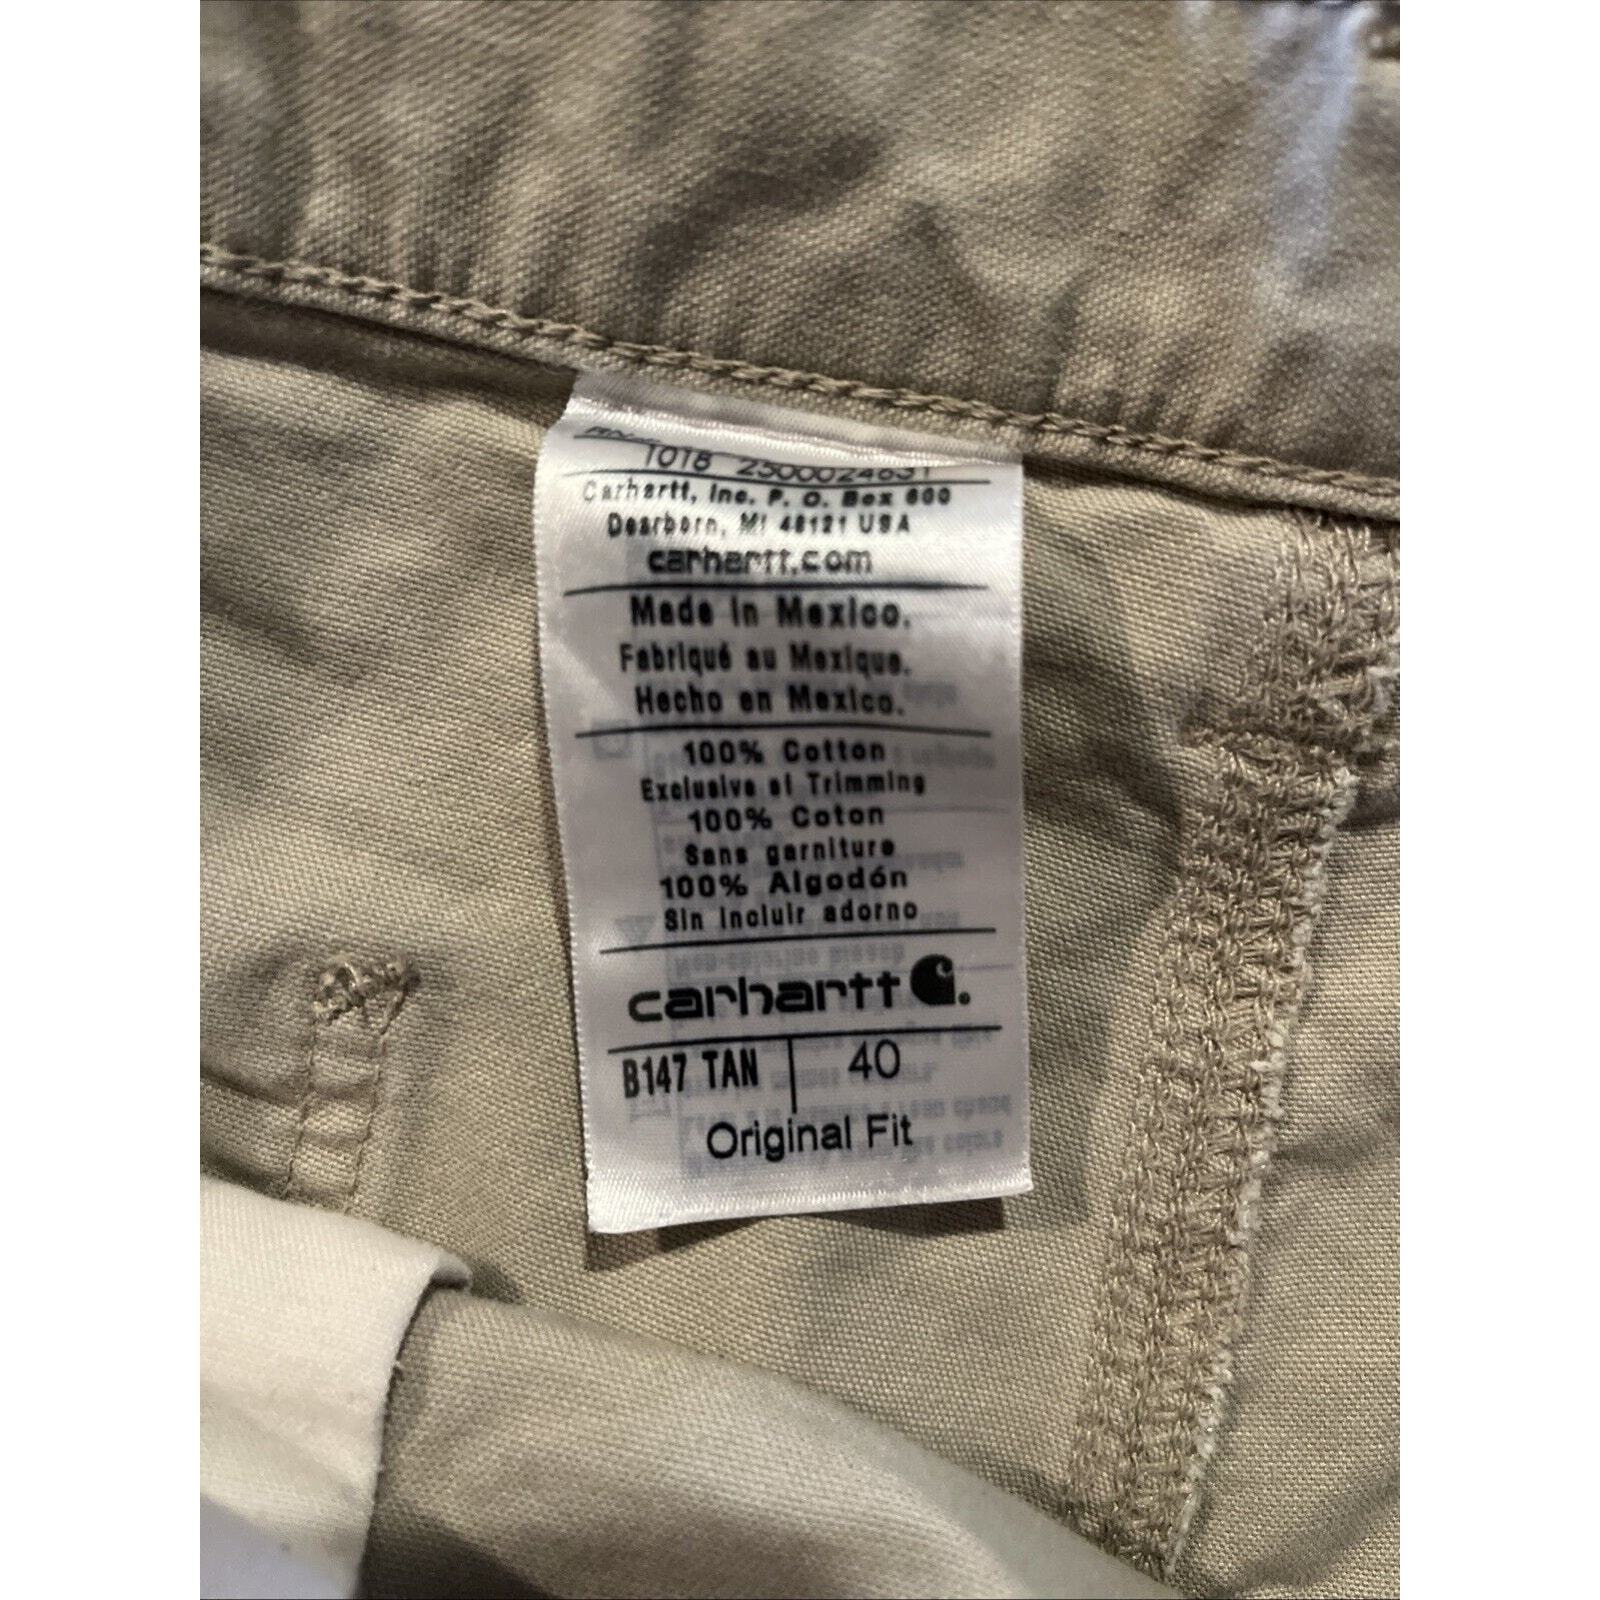 1018 2500024831
Carhartt, Inc. P. O. Box 600
Dearborn, MI 48121 USA
carhartt.com
Made in Mexico.
Fabriqué au Mexique.
Hecho en Mexico.
100% Cotton
Exclusive of Trimming
100% Coton
Sans garniture
100% Algodón
Sin incluir adorno
carhartt
B147 TAN | 40
Original Fit